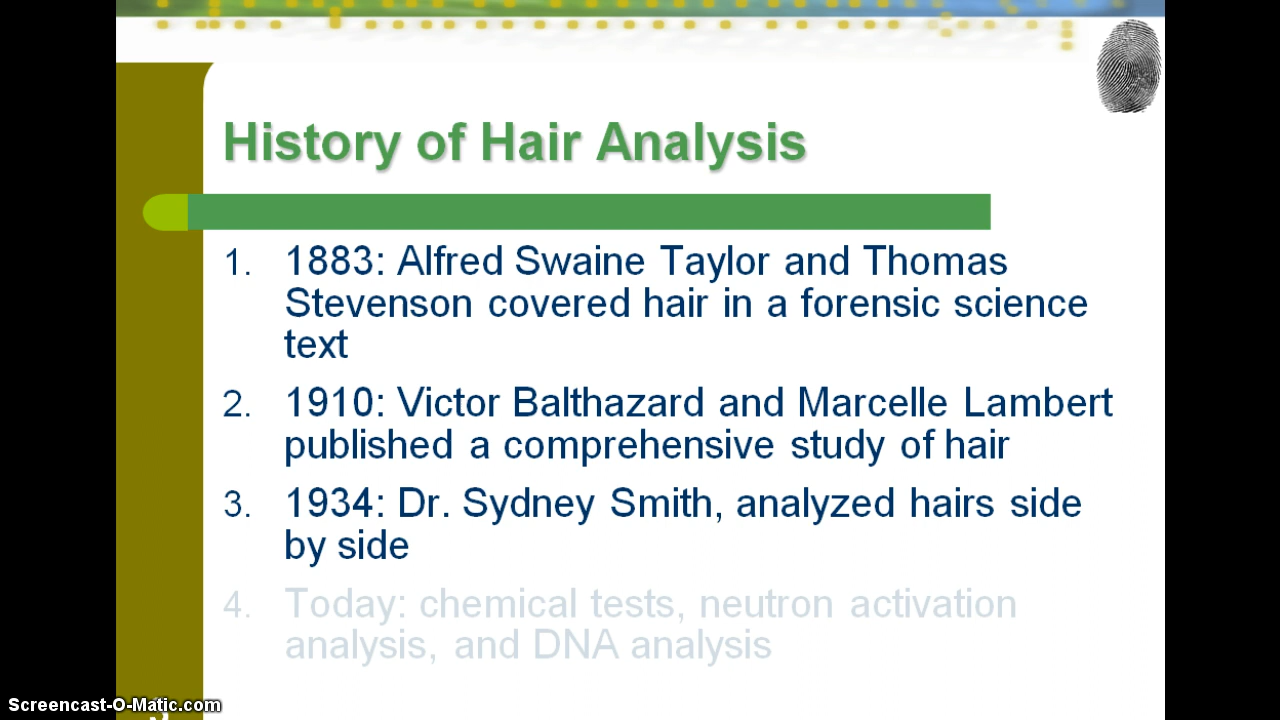 History of Hair Analysis
1. 1883: Alfred Swaine Taylor and Thomas
Stevenson covered hair in a forensic science
text
2. 1910: Victor Balthazard and Marcelle Lambert
published a comprehensive study of hair
3. 1934: Dr. Sydney Smith, analyzed hairs side
by side
4. Today: chemical tests, neutron activation
analysis, and DNA analysis
Screencast-O-Matic.com